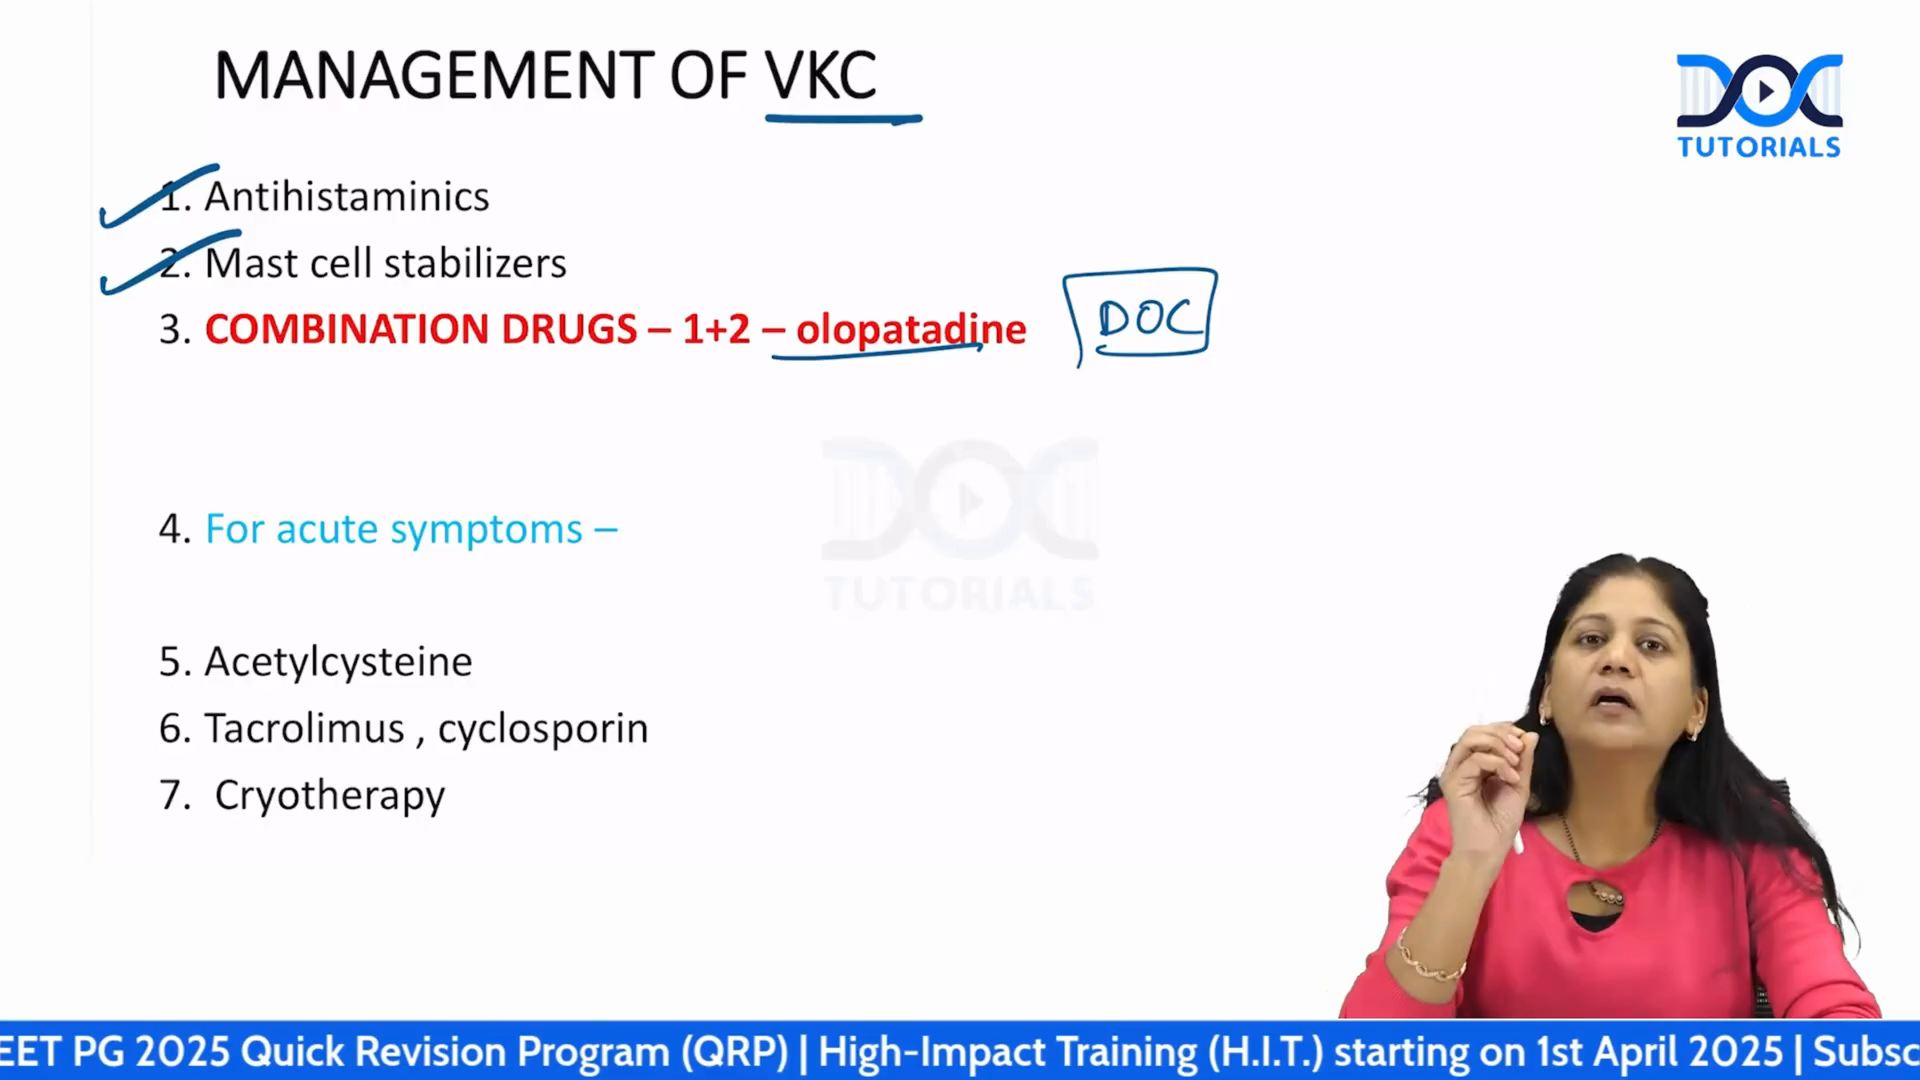 MANAGEMENT OF VKC
DOC
TUTORIALS
1. Antihistaminics
2. Mast cell stabilizers
3. COMBINATION DRUGS – 1+2 – olopatadine
DOC
DOC
TUTORIALS
4. For acute symptoms –
5. Acetylcysteine
6. Tacrolimus , cyclosporin
7. Cryotherapy
EET PG 2025 Quick Revision Program (QRP) | High-Impact Training (H.I.T.) starting on 1st April 2025 | Subsc